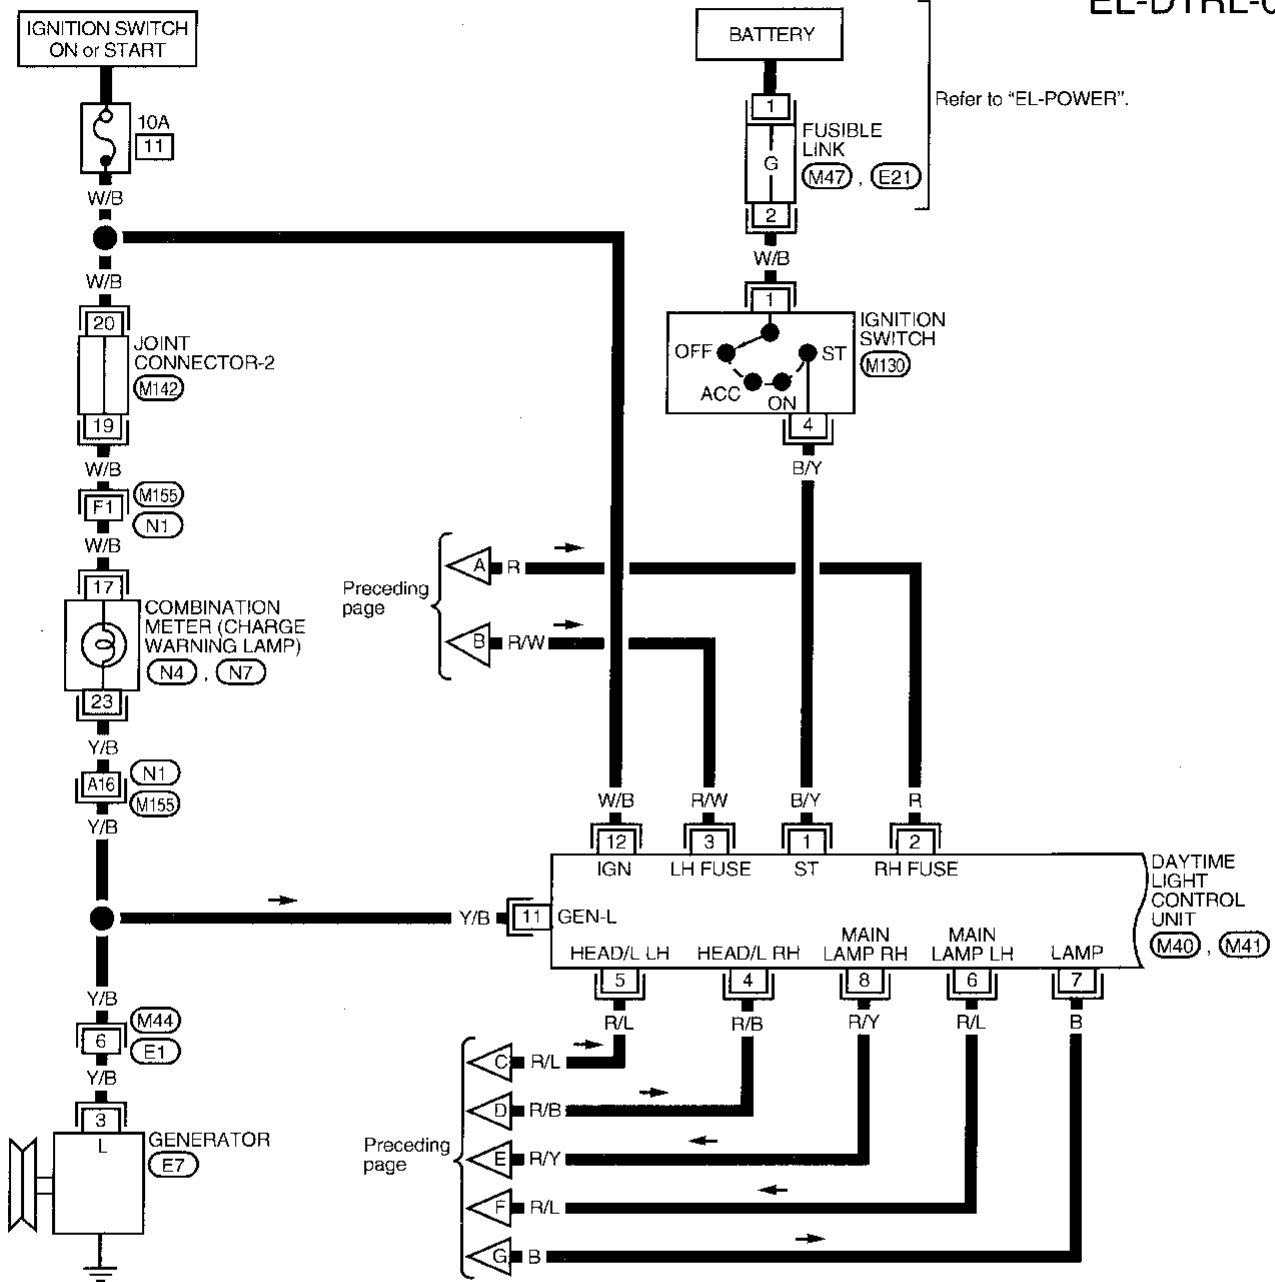 EL-DTRL-0
IGNITION SWITCH
ON or START
10A
11
W/B
W/B
20
JOINT
CONNECTOR-2
M142
19
W/B
F1
M155
N1
W/B
17
COMBINATION
METER (CHARGE
WARNING LAMP)
N4 , N7
23
Y/B
A16
N1
M155
Y/B
Y/B
M44
6
E1
Y/B
3
L
GENERATOR
E7
BATTERY
Refer to “EL-POWER”.
1
FUSIBLE
LINK
G
M47 , E21
2
W/B
1
IGNITION
SWITCH
M130
OFF
ST
ACC
ON
4
B/Y
Preceding
page
A R
B R/W
W/B R/W B/Y R
12 3 1 2
IGN LH FUSE ST RH FUSE
Y/B 11 GEN-L
DAYTIME
LIGHT
CONTROL
UNIT
M40 , M41
HEAD/L LH HEAD/L RH MAIN LAMP RH MAIN LAMP LH LAMP
5 4 8 6 7
R/L R/B R/Y R/L B
Preceding
page
C R/L
D R/B
E R/Y
F R/L
G B